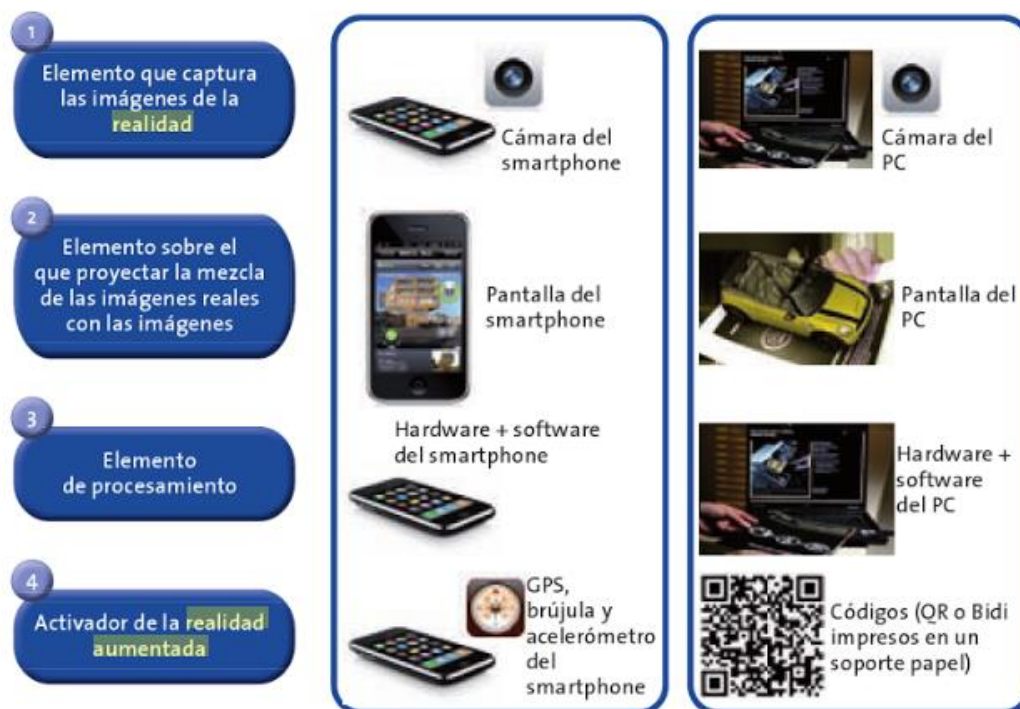 1
Elemento que captura
las imágenes de la
realidad
Cámara del
smartphone
Cámara del
PC
2
Elemento sobre el
que proyectar la mezcla
de las imágenes reales
con las imágenes
Pantalla del
smartphone
Pantalla del
PC
3
Elemento
de procesamiento
Hardware + software
del smartphone
Hardware +
software
del PC
4
Activador de la realidad
aumentada
GPS,
brújula y
acelerómetro
del
smartphone
Códigos (QR o Bidi
impresos en un
soporte papel)